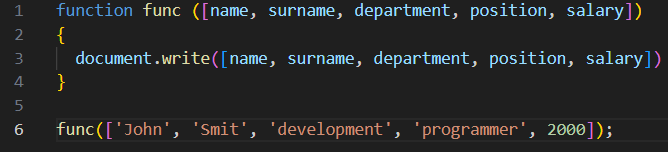 1 function func ([name, surname, department, position, salary])
2 {
3 document.write([name, surname, department, position, salary])
4 }
5
6 func(['John', 'Smit', 'development', 'programmer', 2000]);